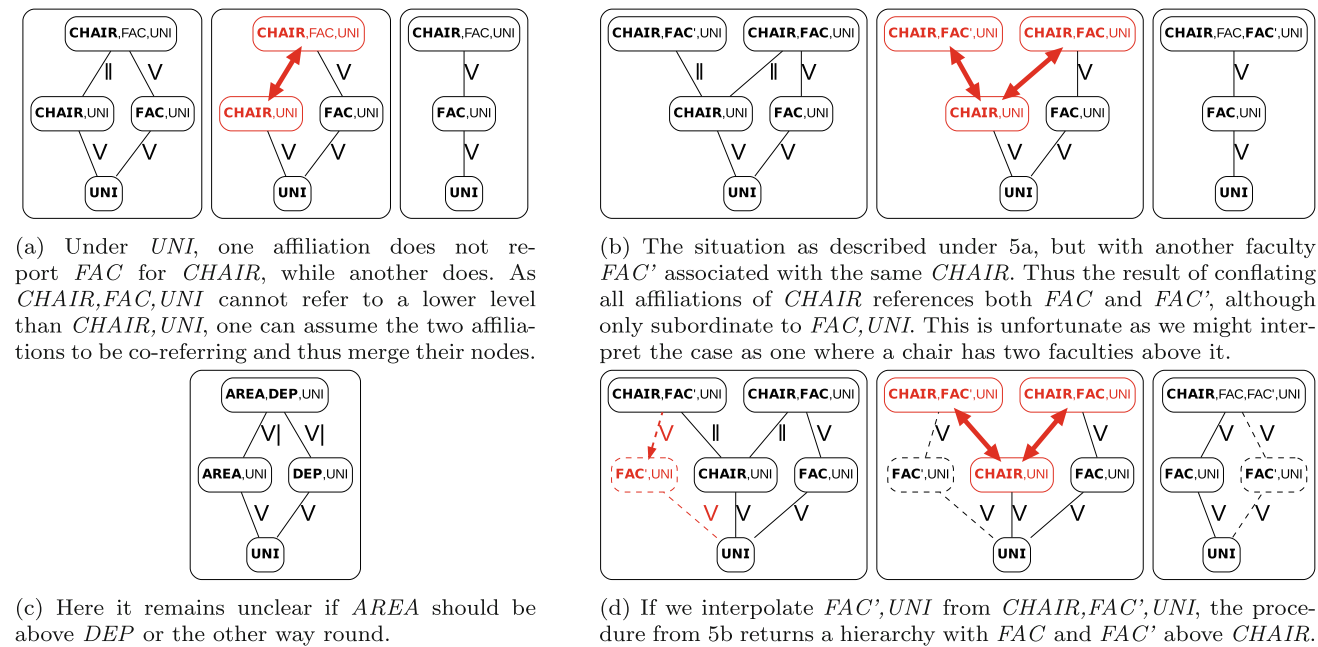 CHAIR,FAC,UNI
CHAIR,FAC,UNI
CHAIR,FAC,UNI
|| V
V
V
CHAIR,UNI
FAC,UNI
CHAIR,UNI
FAC,UNI
FAC,UNI
V V
V V
V
UNI
UNI
UNI
(a) Under UNI, one affiliation does not re-
port FAC for CHAIR, while another does. As
CHAIR,FAC,UNI cannot refer to a lower level
than CHAIR,UNI, one can assume the two affilia-
tions to be co-referring and thus merge their nodes.
CHAIR,FAC',UNI
CHAIR,FAC,UNI
CHAIR,FAC',UNI
CHAIR,FAC,UNI
CHAIR,FAC,FAC',UNI
|| || V
V
V
CHAIR,UNI
FAC,UNI
CHAIR,UNI
FAC,UNI
FAC,UNI
V V
V V
V
UNI
UNI
UNI
(b) The situation as described under 5a, but with another faculty
FAC' associated with the same CHAIR. Thus the result of conflating
all affiliations of CHAIR references both FAC and FAC', although
only subordinate to FAC,UNI. This is unfortunate as we might inter-
pret the case as one where a chair has two faculties above it.
AREA,DEP,UNI
V| V|
AREA,UNI
DEP,UNI
V V
UNI
(c) Here it remains unclear if AREA should be
above DEP or the other way round.
CHAIR,FAC',UNI
CHAIR,FAC,UNI
CHAIR,FAC',UNI
CHAIR,FAC,UNI
CHAIR,FAC,FAC',UNI
V || || V
V V
V V
FAC',UNI
CHAIR,UNI
FAC,UNI
FAC',UNI
CHAIR,UNI
FAC,UNI
FAC,UNI
FAC',UNI
V V V
V V V
V V
UNI
UNI
UNI
(d) If we interpolate FAC',UNI from CHAIR,FAC',UNI, the proce-
dure from 5b returns a hierarchy with FAC and FAC' above CHAIR.